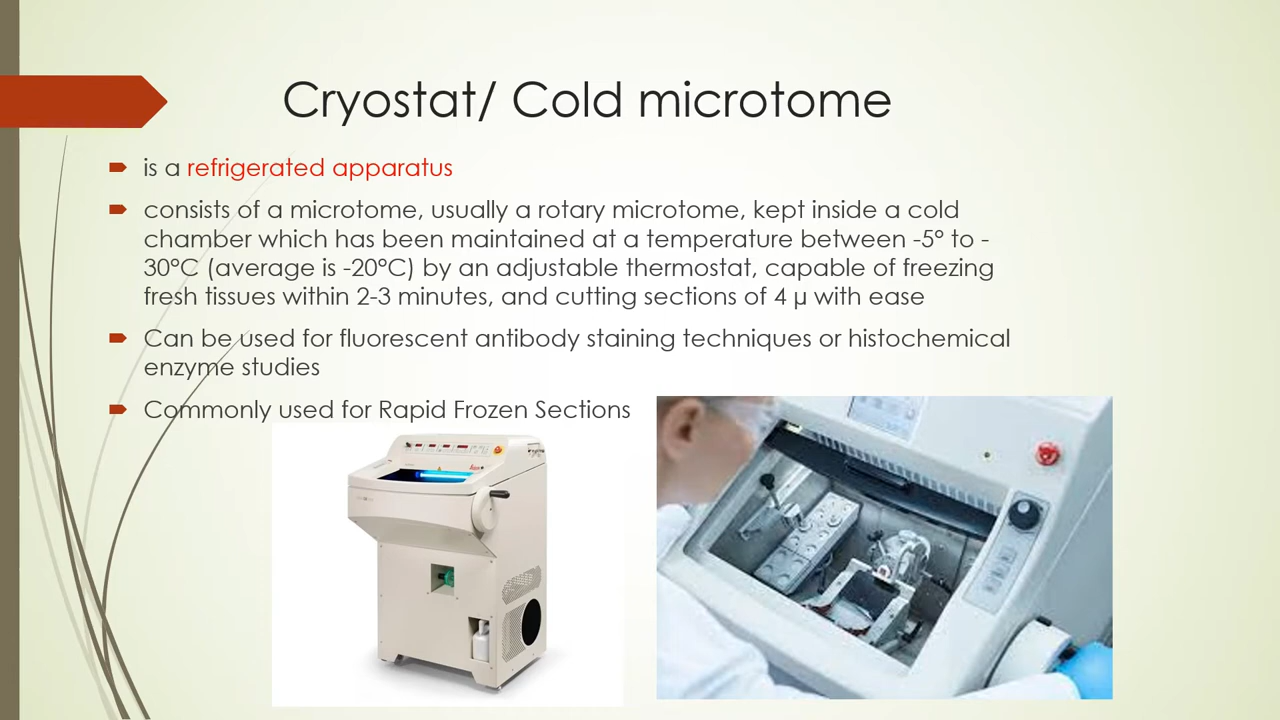 Cryostat/ Cold microtome
is a refrigerated apparatus
consists of a microtome, usually a rotary microtome, kept inside a cold
chamber which has been maintained at a temperature between -5° to -
30°C (average is -20°C) by an adjustable thermostat, capable of freezing
fresh tissues within 2-3 minutes, and cutting sections of 4 µ with ease
Can be used for fluorescent antibody staining techniques or histochemical
enzyme studies
Commonly used for Rapid Frozen Sections